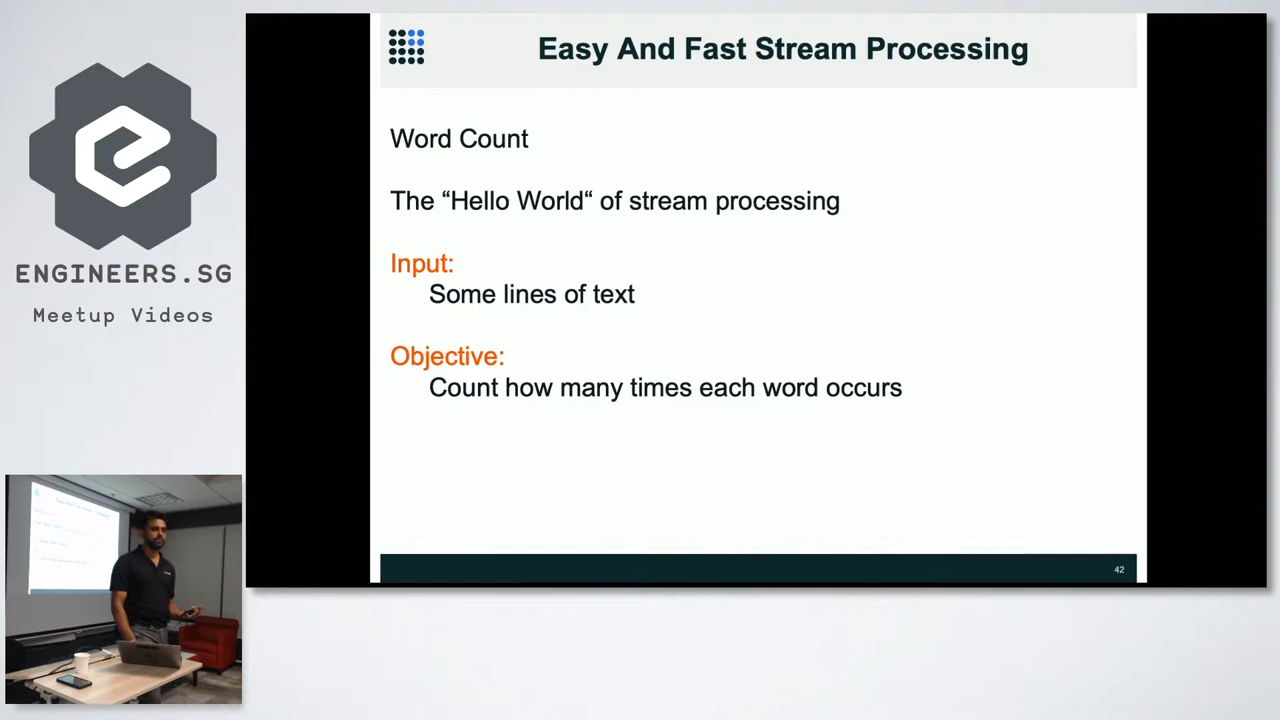 Easy And Fast Stream Processing
Word Count
The “Hello World“ of stream processing
Input:
Some lines of text
Objective:
Count how many times each word occurs
42
ENGINEERS.SG
Meetup Videos